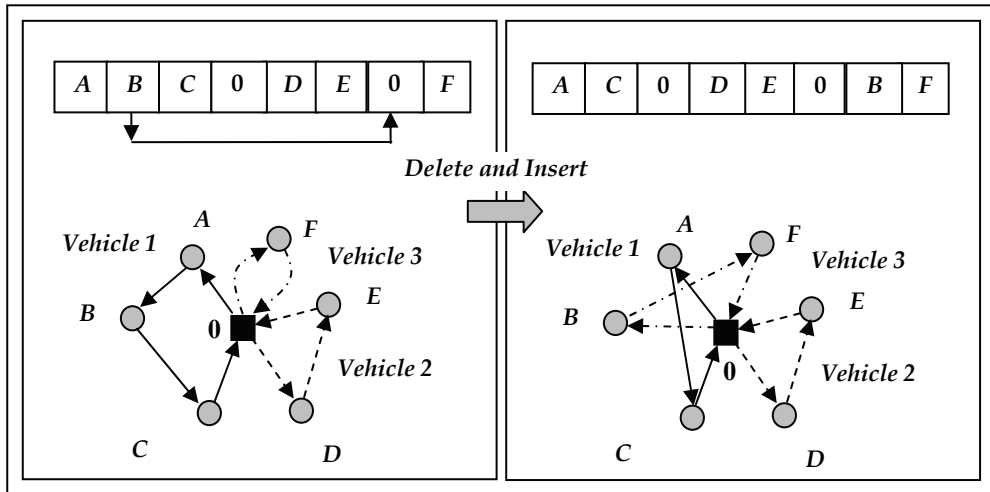 A B C 0 D E 0 F
A C 0 D E 0 B F
Delete and Insert
A
F
Vehicle 1
Vehicle 3
B
E
0
Vehicle 2
C
D
A
F
Vehicle 1
Vehicle 3
B
E
0
Vehicle 2
C
D